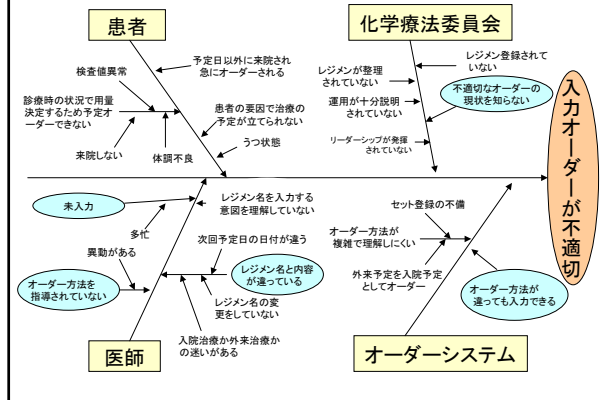 患者
化学療法委員会
予定日以外に来院され
急にオーダーされる
検査値異常
診療時の状況で用量
決定するため予定オ
ーダーできない
患者の要因で治療の
予定が立てられない
うつ状態
来院しない
体調不良
レジメン登録されて
いない
レジメンが整理
されていない
不適切なオーダーの
現状を知らない
運用が十分説明
されていない
リーダーシップが発揮
されていない
入力オーダーが不適切
未入力
レジメン名を入力する
意図を理解していない
多忙
異動がある
次回予定日の日付が違う
オーダー方法を
指導されていない
レジメン名と内容
が違っている
レジメン名の変
更をしていない
入院治療か外来治療か
の迷いがある
医師
セット登録の不備
オーダー方法が
複雑で理解しにくい
外来予定を入院予定
としてオーダー
オーダー方法が
違っても入力できる
オーダーシステム